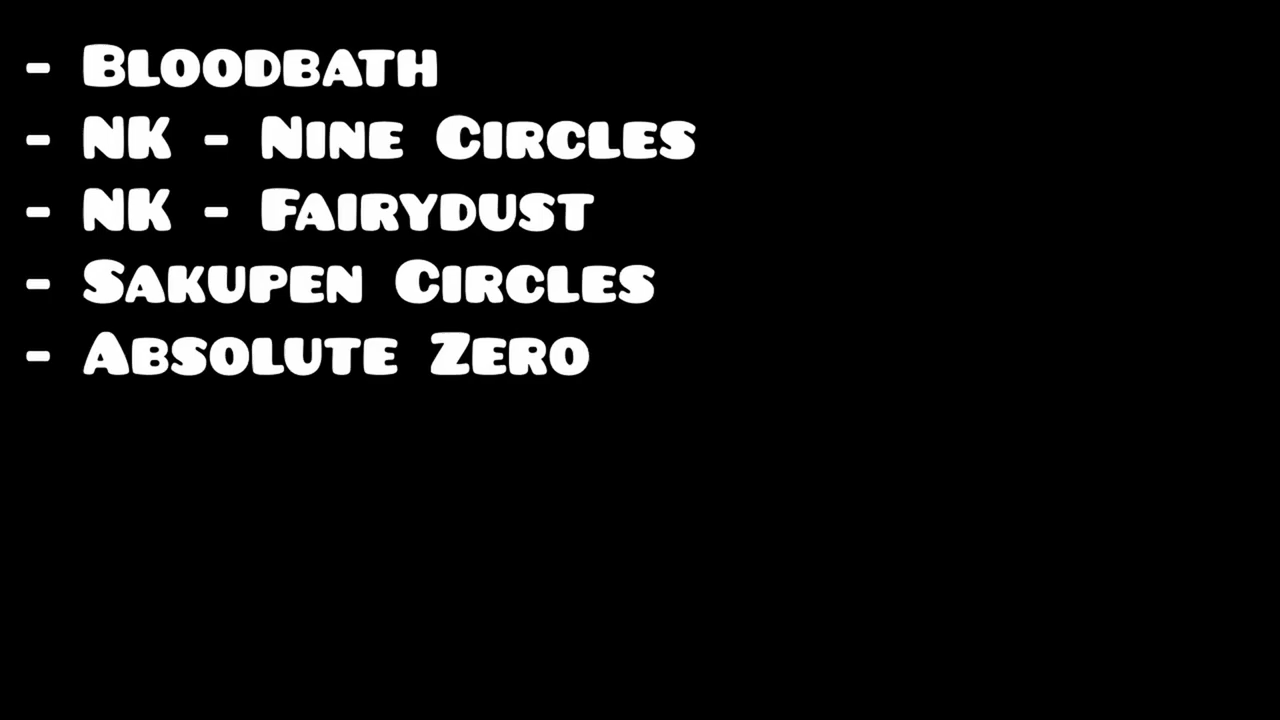 - Bloodbath
- NK - Nine Circles
- NK - Fairydust
- Sakupen Circles
- Absolute Zero